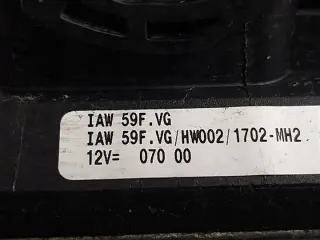 IAW 59F.VG
IAW 59F.VG/HW002/1702-MH2
12V= 070 00